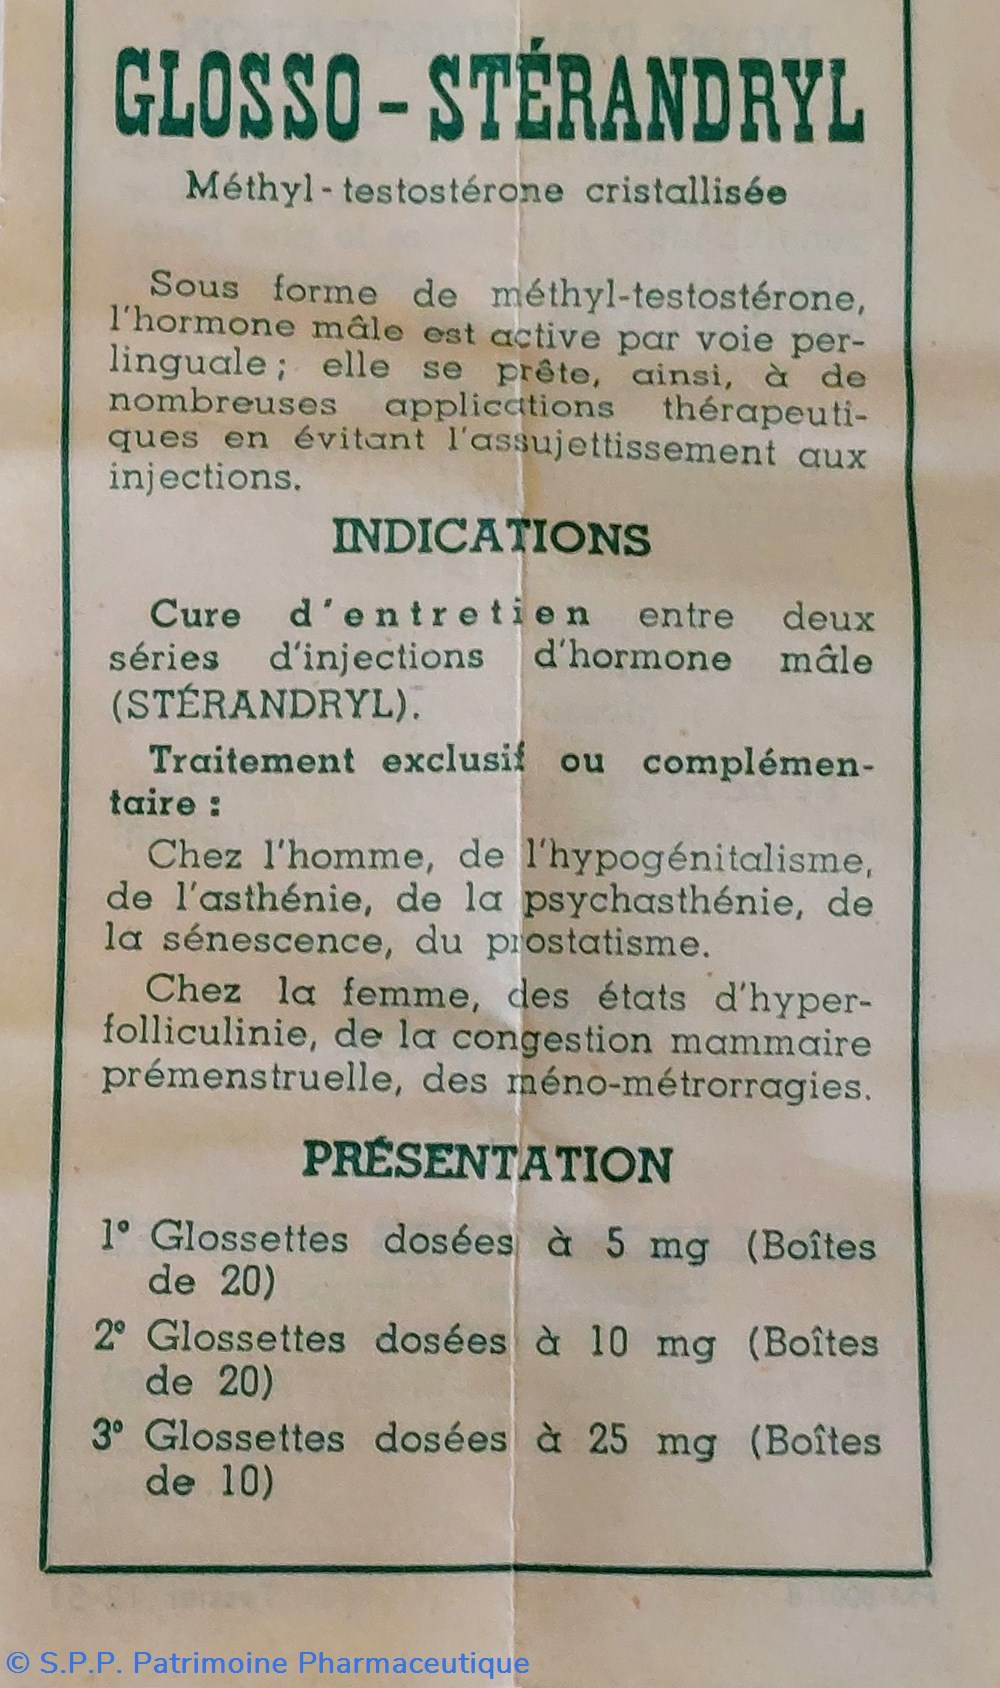 GLOSSO - STÉRANDRYL
Méthyl - testostérone cristallisée
Sous forme de méthyl-testostérone,
l'hormone mâle est active par voie per-
linguale ; elle se prête, ainsi, à de
nombreuses applications thérapeuti-
ques en évitant l'assujettissement aux
injections.
INDICATIONS
Cure d'entretien entre deux
séries d'injections d'hormone mâle
(STÉRANDRYL).
Traitement exclusif ou complémen-
taire :
Chez l'homme, de l'hypogénitalisme,
de l'asthénie, de la psychasthénie, de
la sénescence, du prostatisme.
Chez la femme, des états d'hyper-
folliculinie, de la congestion mammaire
prémenstruelle, des méno-métrorragies.
PRÉSENTATION
1° Glossettes dosées à 5 mg (Boîtes
de 20)
2° Glossettes dosées à 10 mg (Boîtes
de 20)
3° Glossettes dosées à 25 mg (Boîtes
de 10)
© S.P.P. Patrimoine Pharmaceutique